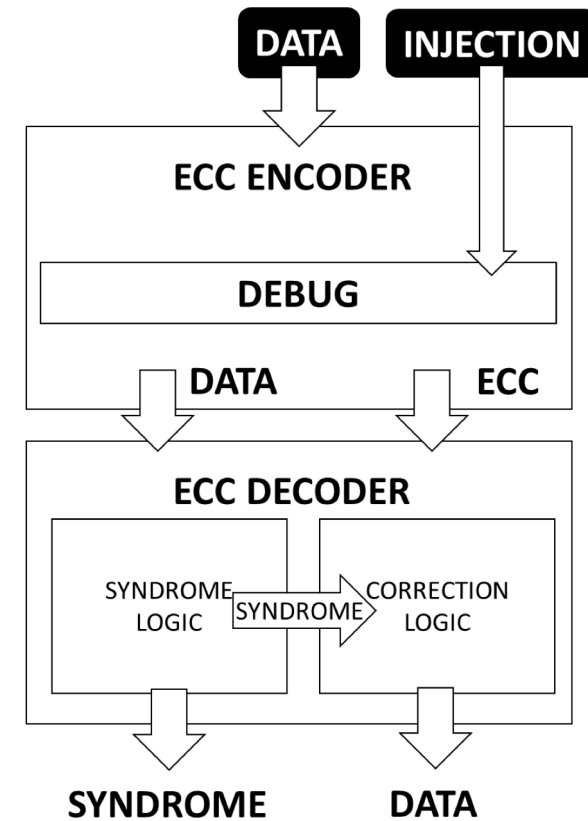 DATA
INJECTION
ECC ENCODER
DEBUG
DATA
ECC
ECC DECODER
SYNDROME
LOGIC
SYNDROME
CORRECTION
LOGIC
SYNDROME
DATA